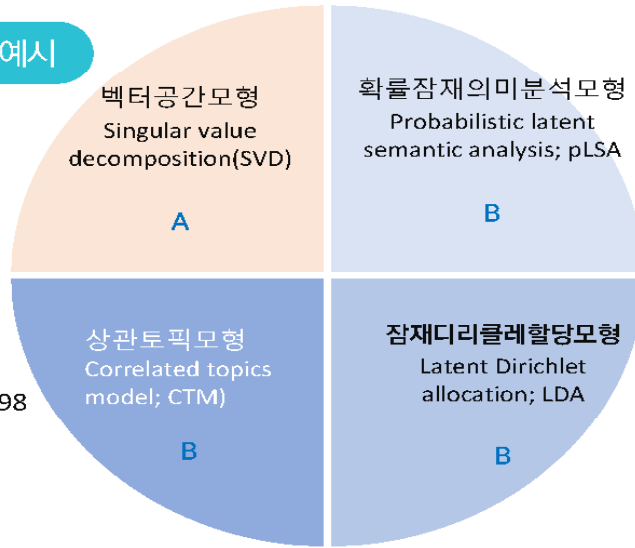 예시
벡터공간모형
Singular value
decomposition(SVD)
A
확률잠재의미분석모형
Probabilistic latent
semantic analysis; pLSA
B
상관토픽모형
Correlated topics
model; CTM)
B
잠재디리클레할당모형
Latent Dirichlet
allocation; LDA
B
98